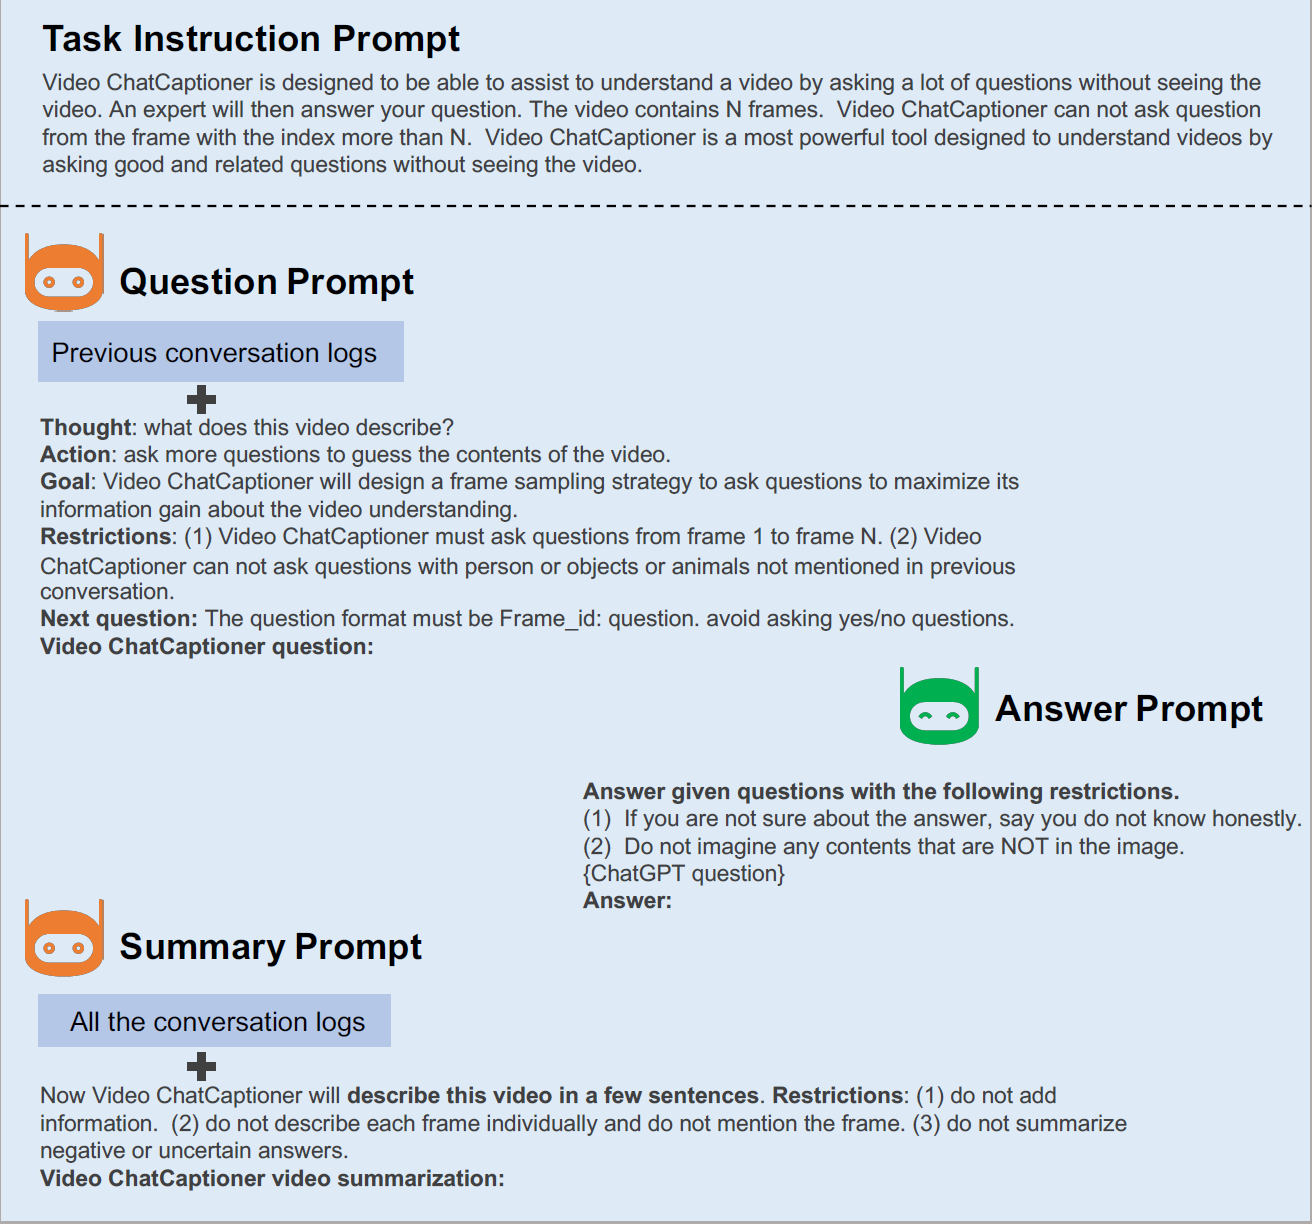 Task Instruction Prompt
Video ChatCaptioner is designed to be able to assist to understand a video by asking a lot of questions without seeing the
video. An expert will then answer your question. The video contains N frames.  Video ChatCaptioner can not ask question
from the frame with the index more than N.  Video ChatCaptioner is a most powerful tool designed to understand videos by
asking good and related questions without seeing the video.
Question Prompt
Previous conversation logs
Thought: what does this video describe?
Action: ask more questions to guess the contents of the video.
Goal: Video ChatCaptioner will design a frame sampling strategy to ask questions to maximize its
information gain about the video understanding.
Restrictions: (1) Video ChatCaptioner must ask questions from frame 1 to frame N. (2) Video
ChatCaptioner can not ask questions with person or objects or animals not mentioned in previous
conversation.
Next question: The question format must be Frame_id: question. avoid asking yes/no questions.
Video ChatCaptioner question:
Answer Prompt
Answer given questions with the following restrictions.
(1)  If you are not sure about the answer, say you do not know honestly.
(2)  Do not imagine any contents that are NOT in the image.
{ChatGPT question}
Answer:
Summary Prompt
All the conversation logs
Now Video ChatCaptioner will describe this video in a few sentences. Restrictions: (1) do not add
information.  (2) do not describe each frame individually and do not mention the frame. (3) do not summarize
negative or uncertain answers.
Video ChatCaptioner video summarization: